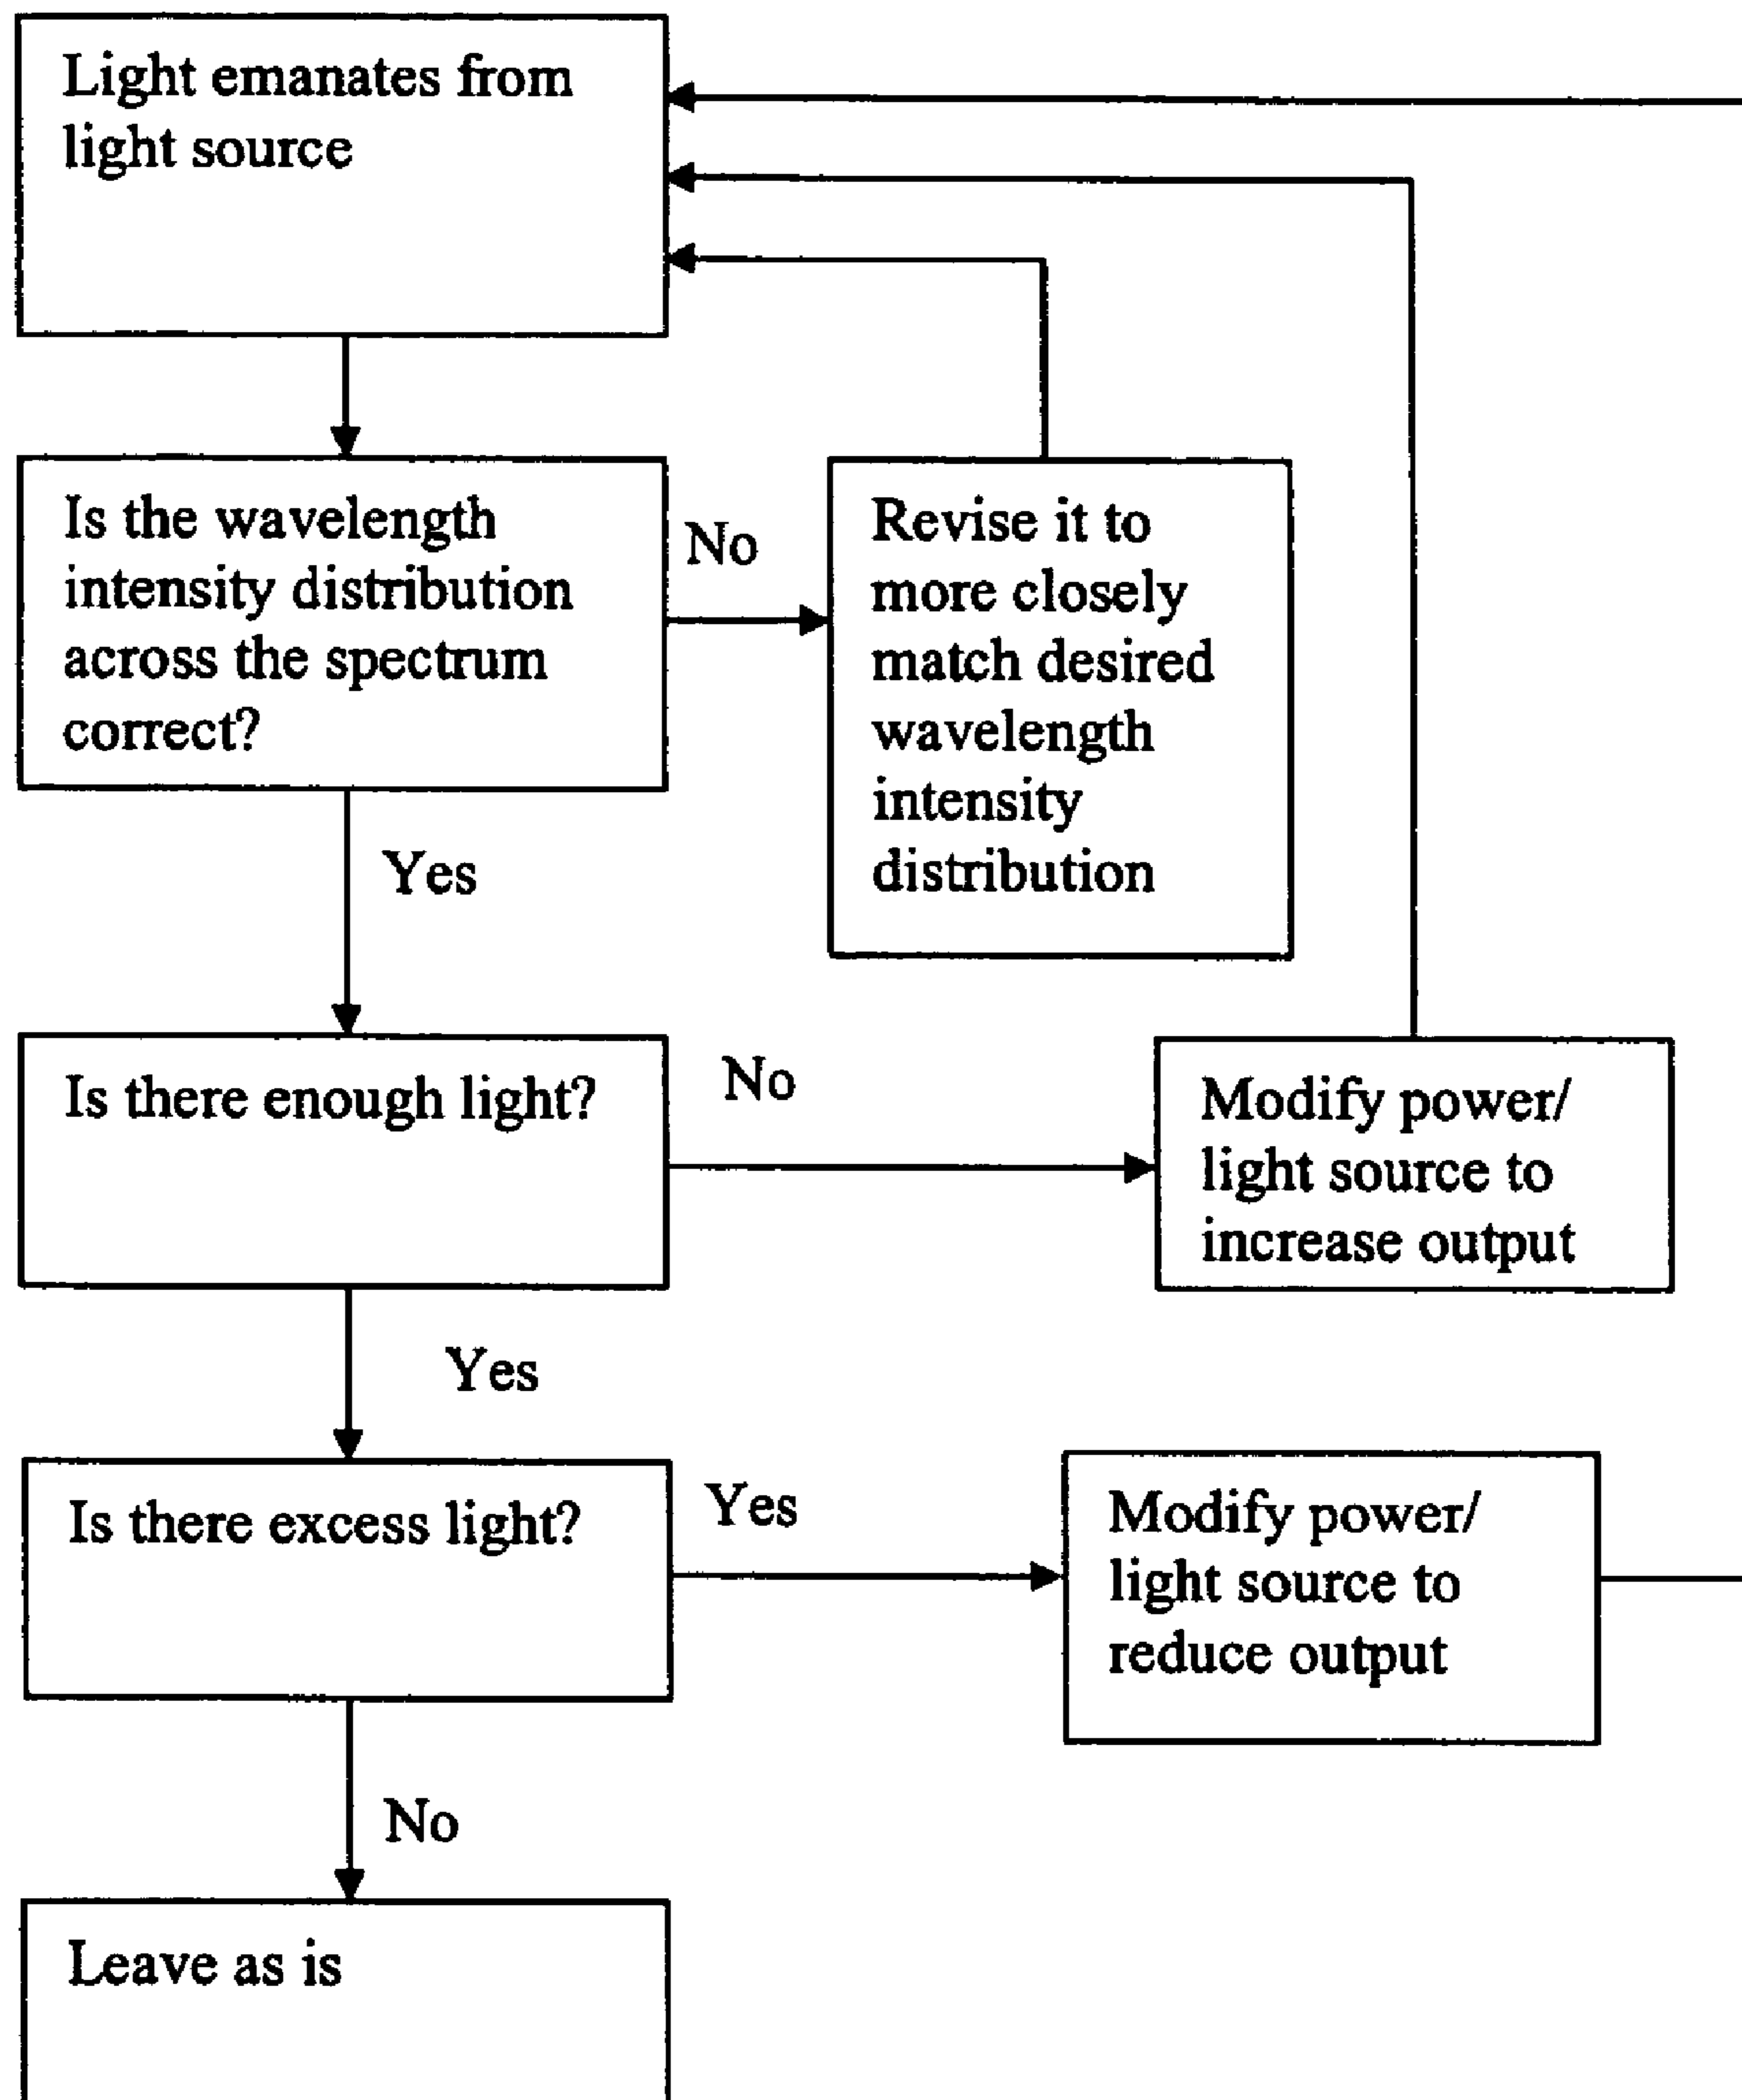 Light emanates from
light source
Is the wavelength
intensity distribution
across the spectrum
correct?
No
Revise it to
more closely
match desired
wavelength
intensity
distribution
Yes
Is there enough light?
No
Modify power/
light source to
increase output
Yes
Is there excess light?
Yes
Modify power/
light source to
reduce output
No
Leave as is